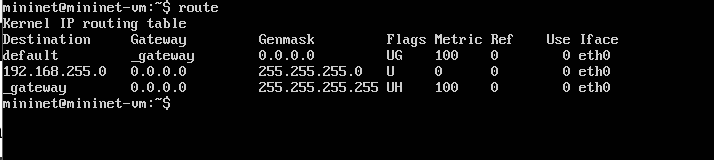 mininet@mininet-vm:~$ route
Kernel IP routing table
Destination     Gateway         Genmask         Flags Metric Ref    Use Iface
default         _gateway        0.0.0.0         UG    100    0        0 eth0
192.168.255.0   0.0.0.0         255.255.255.0   U     0      0        0 eth0
_gateway        0.0.0.0         255.255.255.255 UH    100    0        0 eth0
mininet@mininet-vm:~$